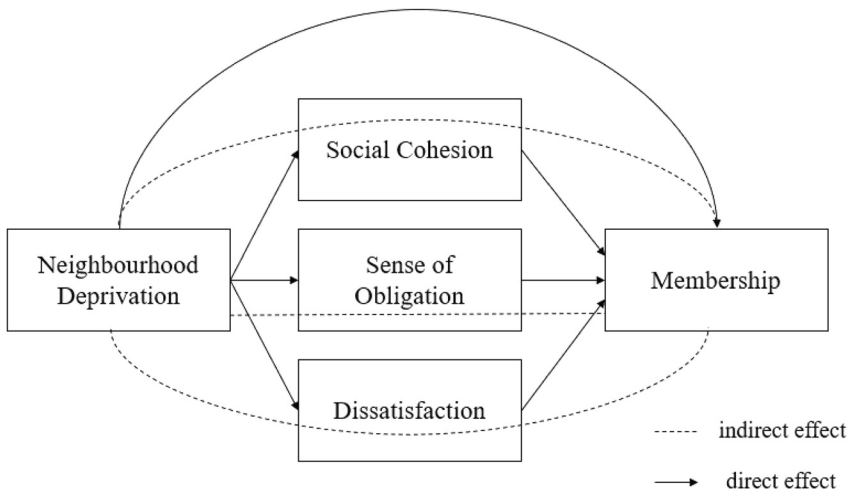 Social Cohesion
Neighbourhood
Deprivation
Sense of
Obligation
Membership
Dissatisfaction
indirect effect
direct effect